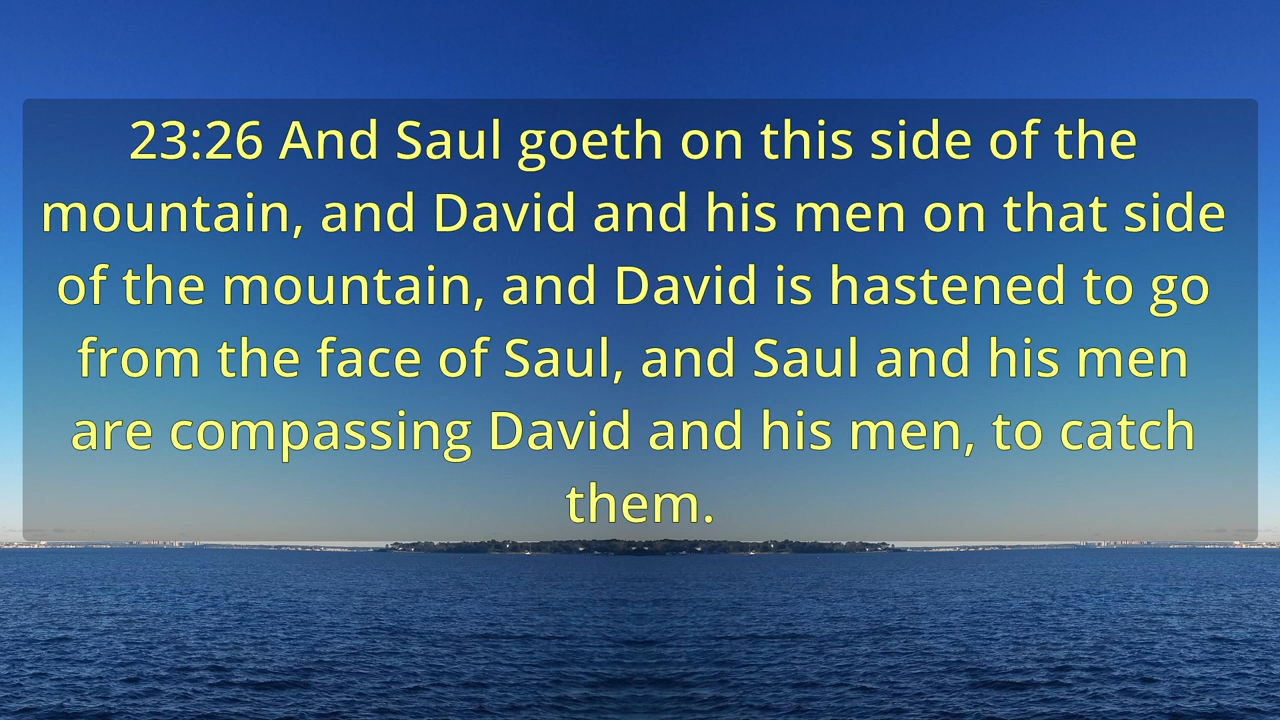 23:26 And Saul goeth on this side of the
mountain, and David and his men on that side
of the mountain, and David is hastened to go
from the face of Saul, and Saul and his men
are compassing David and his men, to catch
them.